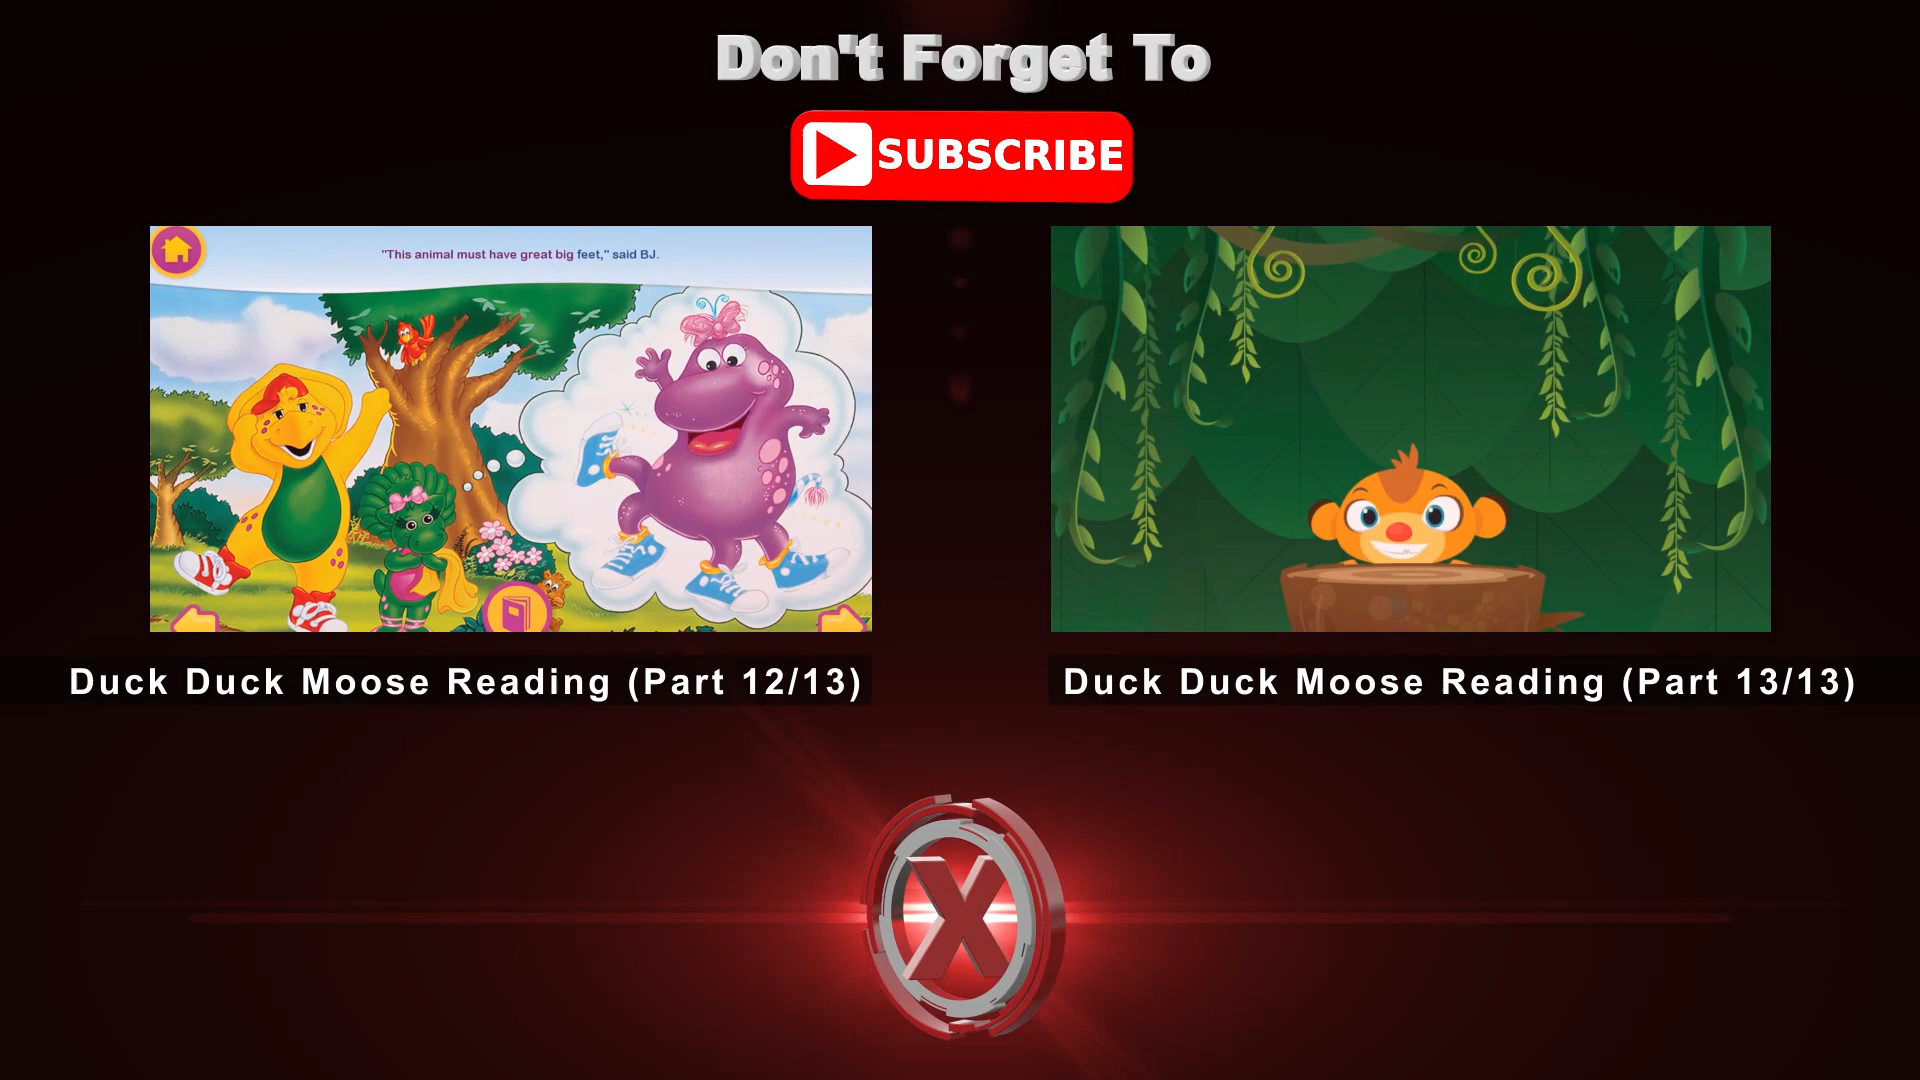 Don't Forget To
SUBSCRIBE
"This animal must have great big feet," said BJ.
Duck Duck Moose Reading (Part 12/13)
Duck Duck Moose Reading (Part 13/13)
X